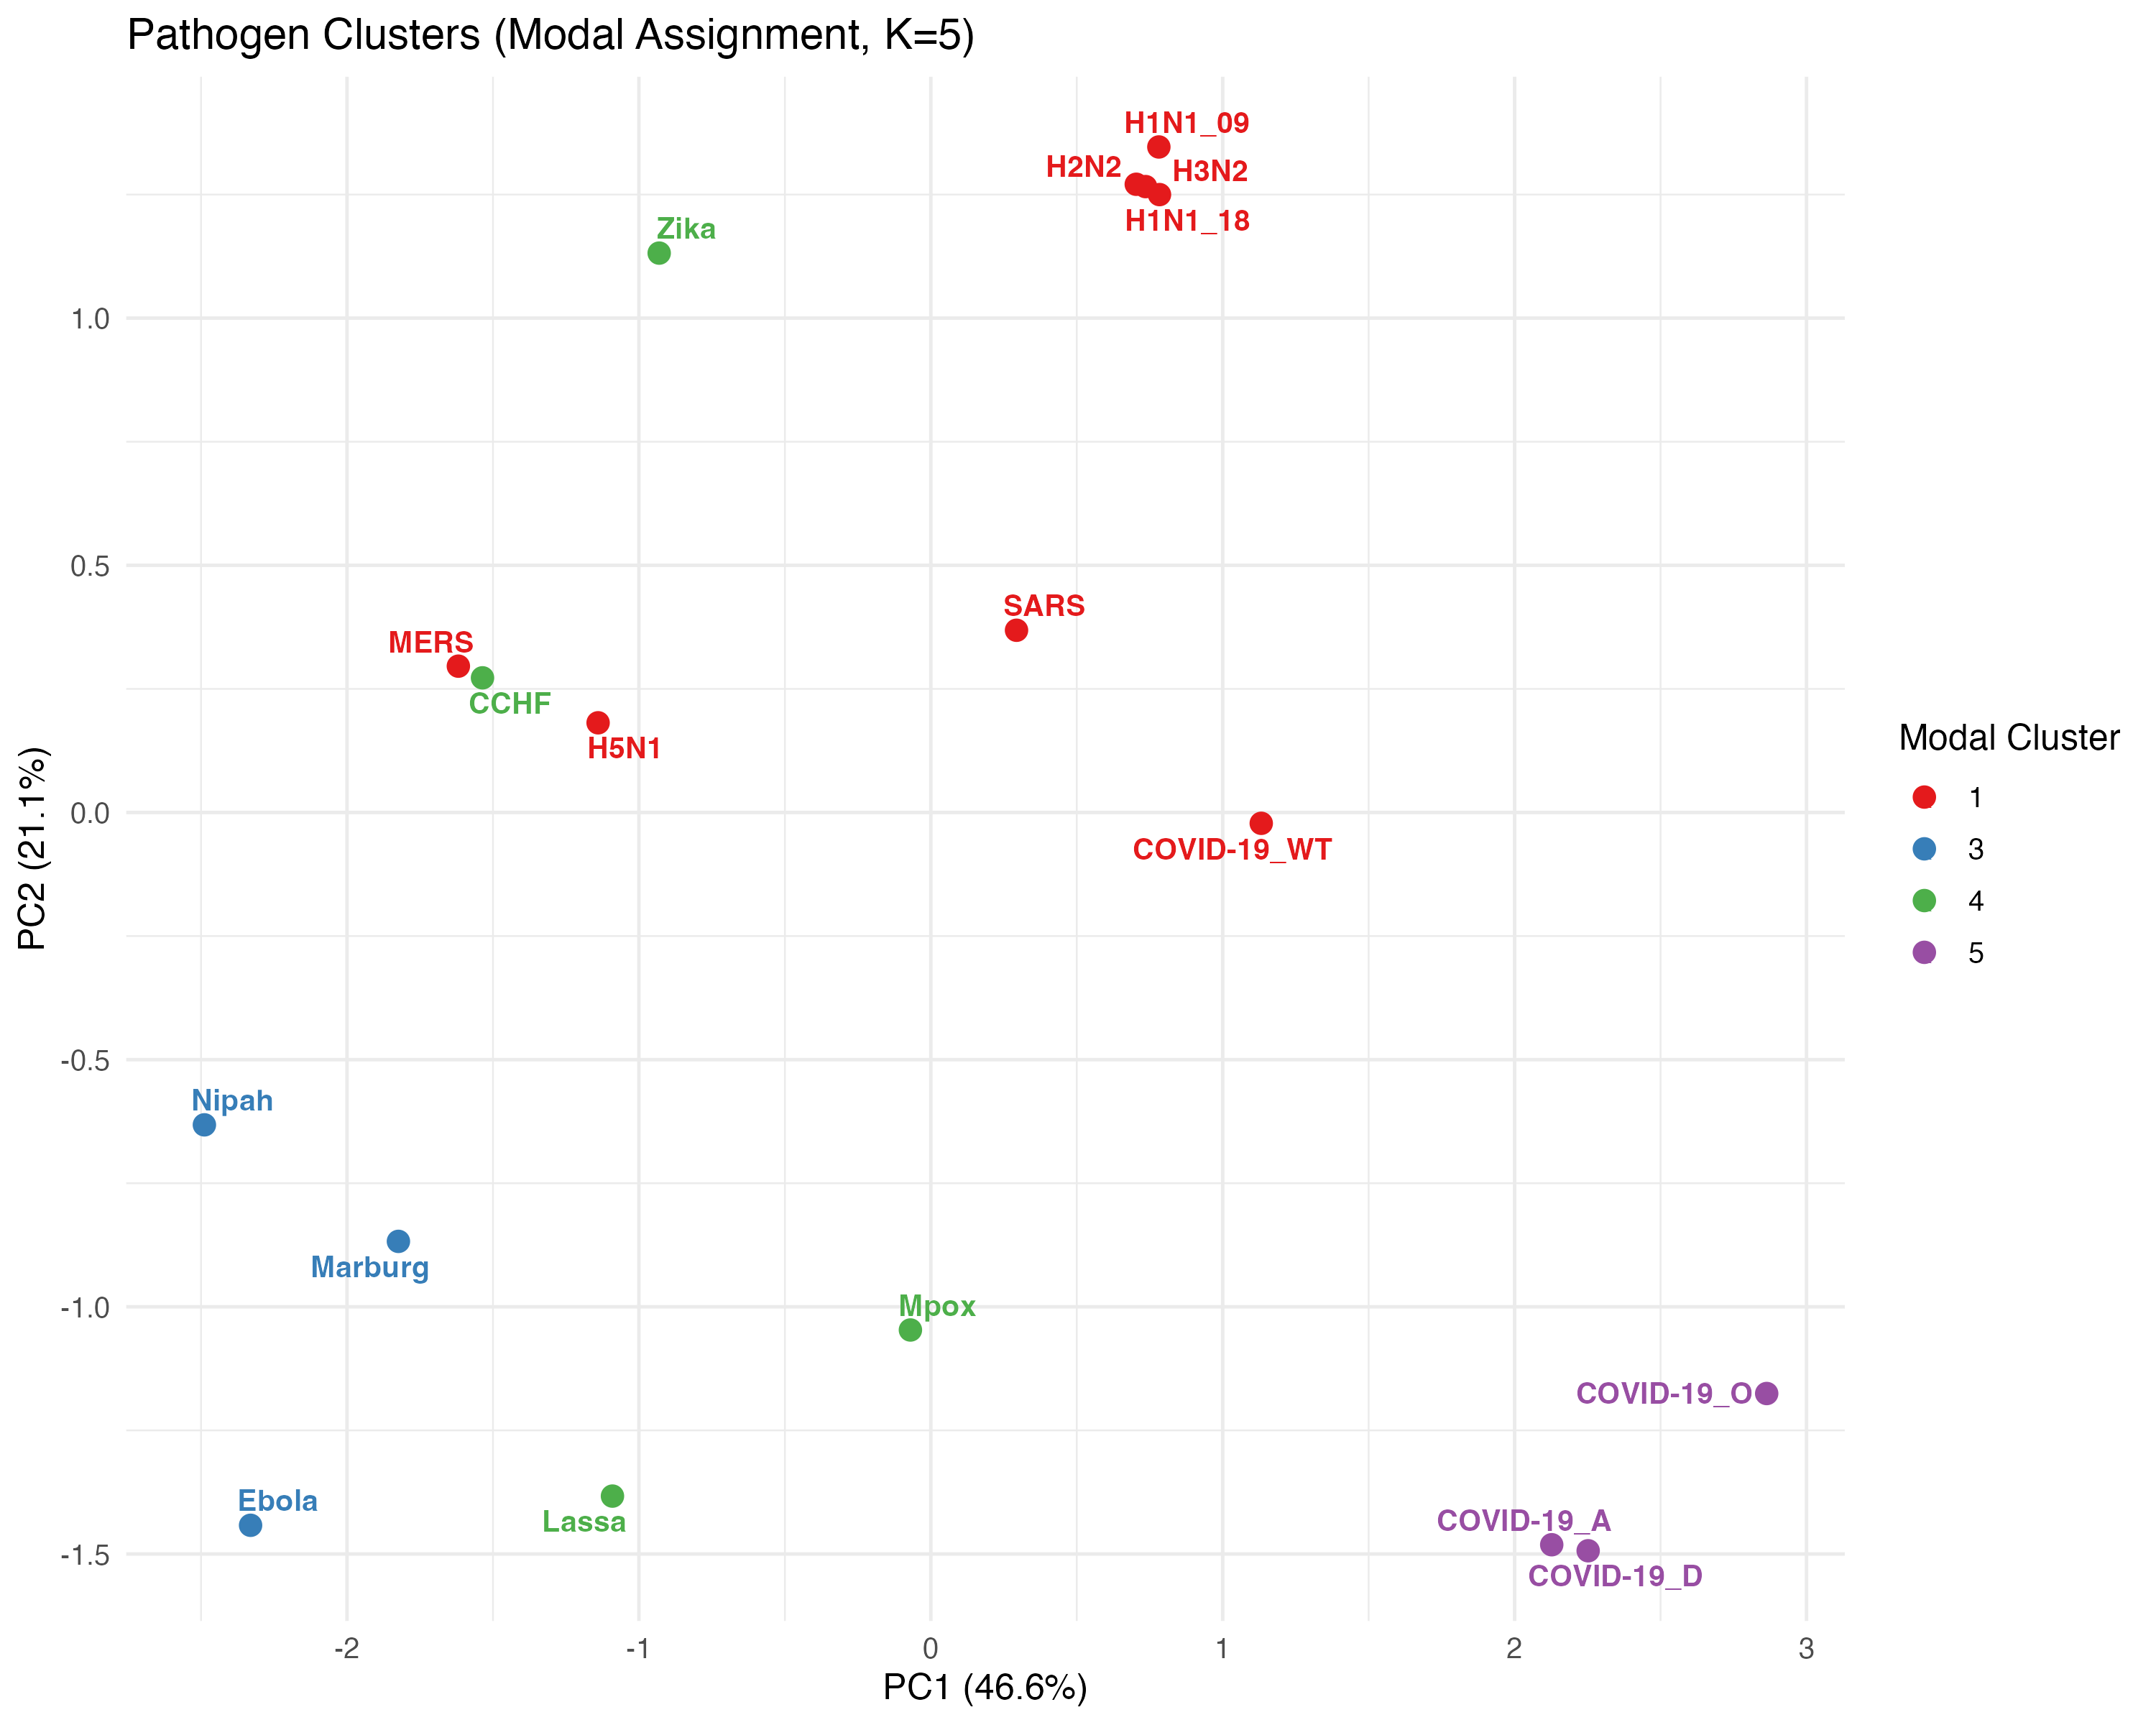 Pathogen Clusters (Modal Assignment, K=5)
H1N1_09
H2N2
H3N2
H1N1_18
Zika
1.0
0.5
SARS
MERS
CCHF
H5N1
Modal Cluster
1
3
4
5
0.0
COVID-19_WT
PC2 (21.1%)
-0.5
Nipah
Marburg
-1.0
Mpox
COVID-19_O
Ebola
Lassa
COVID-19_A
-1.5
COVID-19_D
-2
-1
0
1
2
3
PC1 (46.6%)